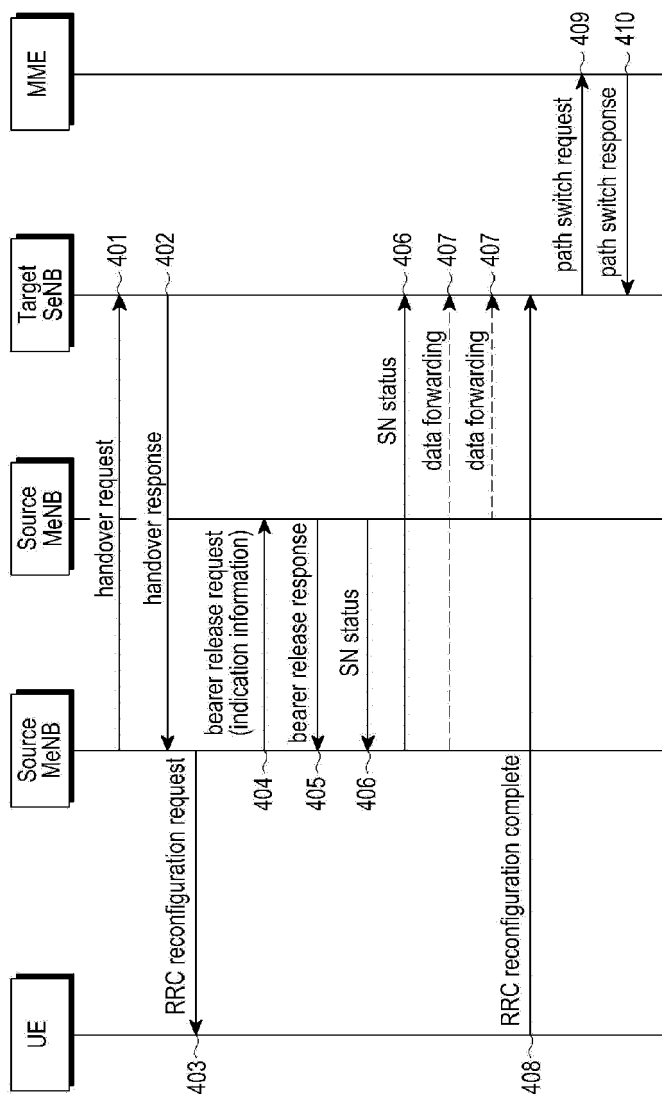 UE
Source
MeNB
Source
MeNB
Target
SeNB
MME
handover request
401
handover response
402
RRC reconfiguration request
403
bearer release request
(indication information)
404
bearer release response
405
SN status
406
SN status
406
data forwarding
407
data forwarding
407
RRC reconfiguration complete
408
path switch request
409
path switch response
410